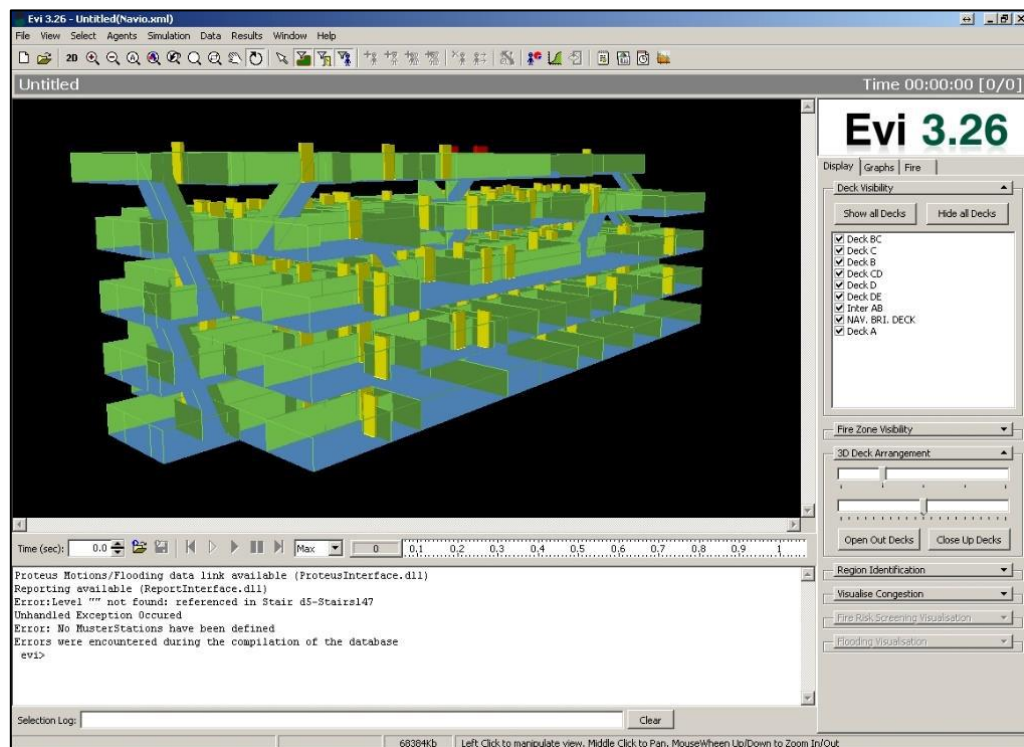 Evi 3.26 - Untitled(Navio.xml)
File View Select Agents Simulation Data Results Window Help
2D
Untitled
Time 00:00:00 [0/0]
Evi 3.26
Display Graphs Fire
Deck Visibility
Show all Decks Hide all Decks
Deck BC
Deck C
Deck B
Deck CD
Deck D
Deck DE
Inter AB
NAV. BRI. DECK
Deck A
Fire Zone Visibility
3D Deck Arrangement
Open Out Decks Close Up Decks
Region Identification
Visualise Congestion
Fire Risk Screening Visualisation
Flooding Visualisation
Time (sec): 0.0 Max 0 0,1 0,2 0,3 0,4 0,5 0,6 0,7 0,8 0,9 1
Proteus Motions/Flooding data link available (ProteusInterface.dll)
Reporting available (ReportInterface.dll)
Error:Level "" not found: referenced in Stair d5-Stairs147
Unhandled Exception Occured
Error: No MusterStations have been defined
Errors were encountered during the compilation of the database
evi>
Selection Log: Clear
68384Kb Left Click to manipulate view, Middle Click to Pan, MouseWheen Up/Down to Zoom In/Out